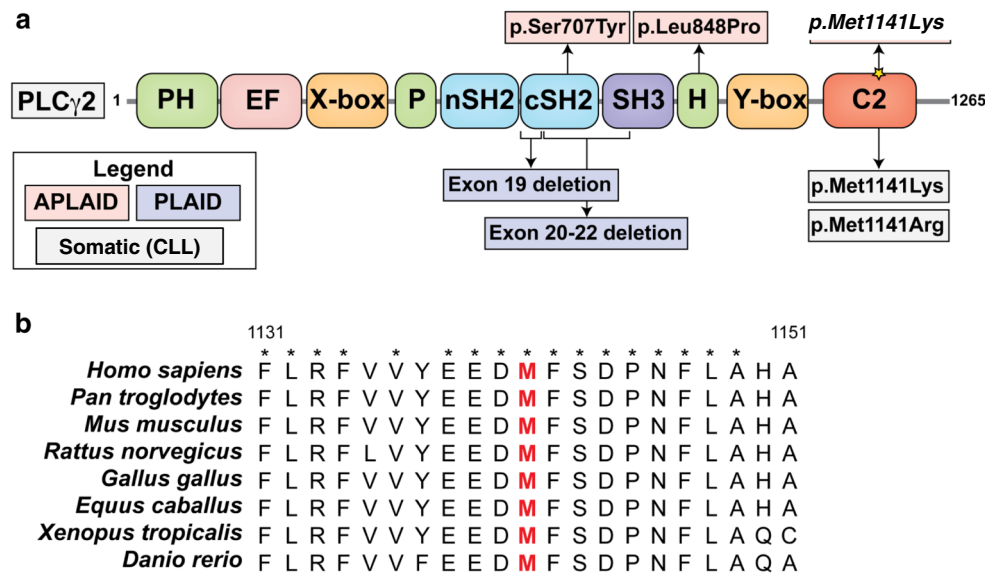 a
p.Ser707Tyr p.Leu848Pro p.Met1141Lys
PLCγ2 1 PH EF X-box P nSH2 cSH2 SH3 H Y-box C2 1265
Legend
APLAID PLAID
Somatic (CLL)
Exon 19 deletion
Exon 20-22 deletion
p.Met1141Lys
p.Met1141Arg
b
1131 1151
* * * * * * * * * * * * * * * * *
Homo sapiens F L R F V V Y E E D M F S D P N F L A H A
Pan troglodytes F L R F V V Y E E D M F S D P N F L A H A
Mus musculus F L R F V V Y E E D M F S D P N F L A H A
Rattus norvegicus F L R F L V Y E E D M F S D P N F L A H A
Gallus gallus F L R F V V Y E E D M F S D P N F L A H A
Equus caballus F L R F V V Y E E D M F S D P N F L A H A
Xenopus tropicalis F L R F V V Y E E D M F S D P N F L A Q C
Danio rerio F L R F V V F E E D M F S D P N F L A Q A